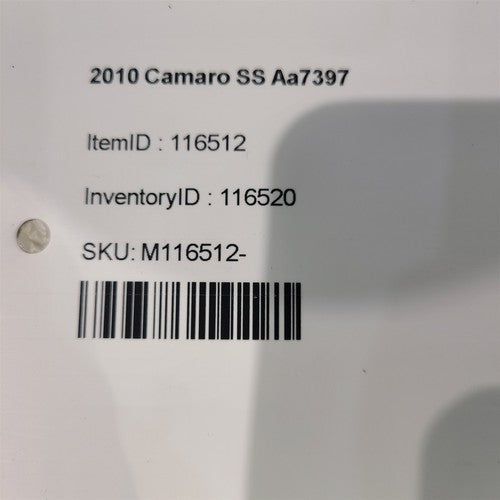 2010 Camaro SS Aa7397
ItemID : 116512
InventoryID : 116520
SKU: M116512-